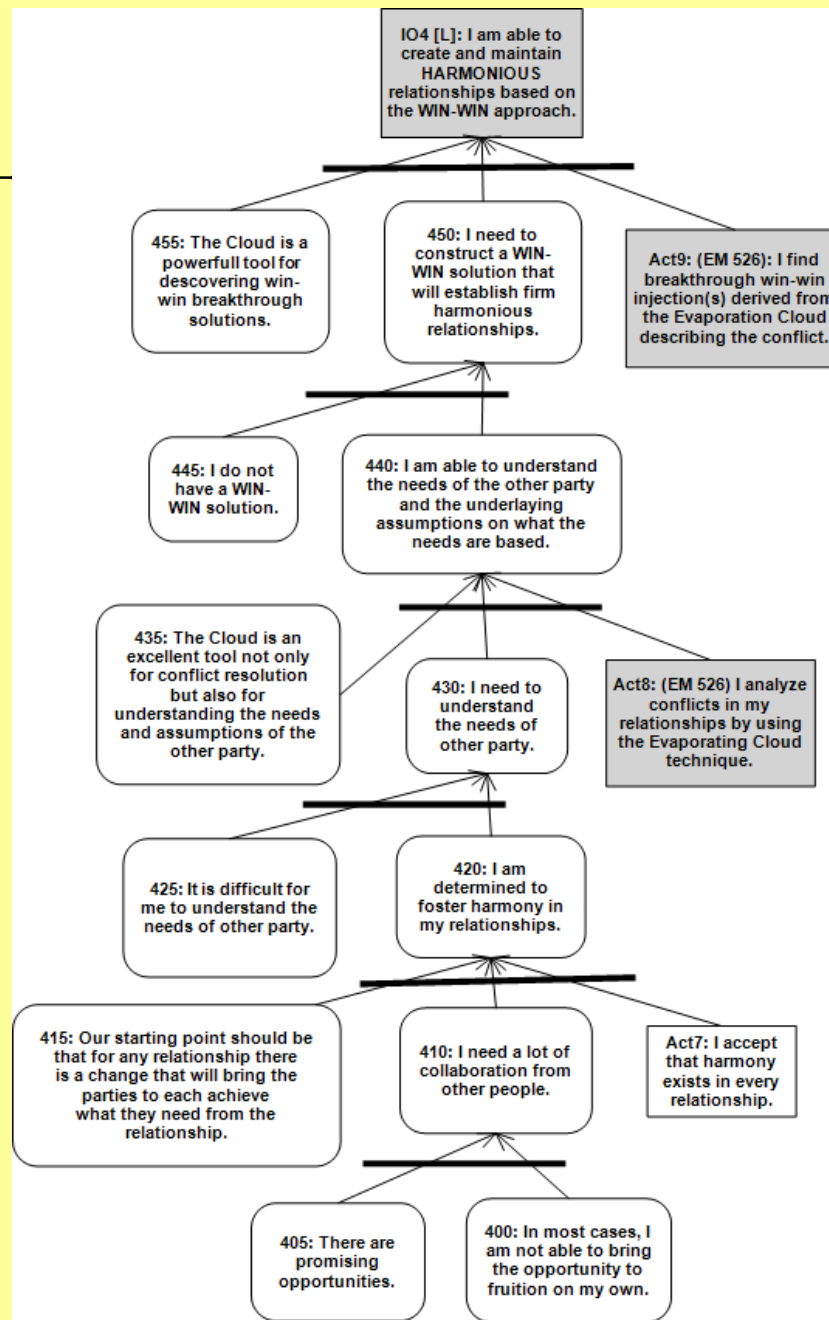 IO4 [L]: I am able to
create and maintain
HARMONIOUS
relationships based on
the WIN-WIN approach.
455: The Cloud is a
powerfull tool for
descovering win-
win breakthrough
solutions.
450: I need to
construct a WIN-
WIN solution that
will establish firm
harmonious
relationships.
Act9: (EM 526): I find
breakthrough win-win
injection(s) derived from
the Evaporation Cloud
describing the conflict.
445: I do not
have a WIN-
WIN solution.
440: I am able to understand
the needs of the other party
and the underlaying
assumptions on what the
needs are based.
435: The Cloud is an
excellent tool not only
for conflict resolution
but also for
understanding the needs
and assumptions of the
other party.
430: I need to
understand
the needs of
other party.
Act8: (EM 526) I analyze
conflicts in my
relationships by using
the Evaporating Cloud
technique.
425: It is difficult for
me to understand the
needs of other party.
420: I am
determined to
foster harmony in
my relationships.
415: Our starting point should be
that for any relationship there
is a change that will bring the
parties to each achieve
what they need from the
relationship.
410: I need a lot of
collaboration from
other people.
Act7: I accept
that harmony
exists in every
relationship.
405: There are
promising
opportunities.
400: In most cases, I
am not able to bring
the opportunity to
fruition on my own.